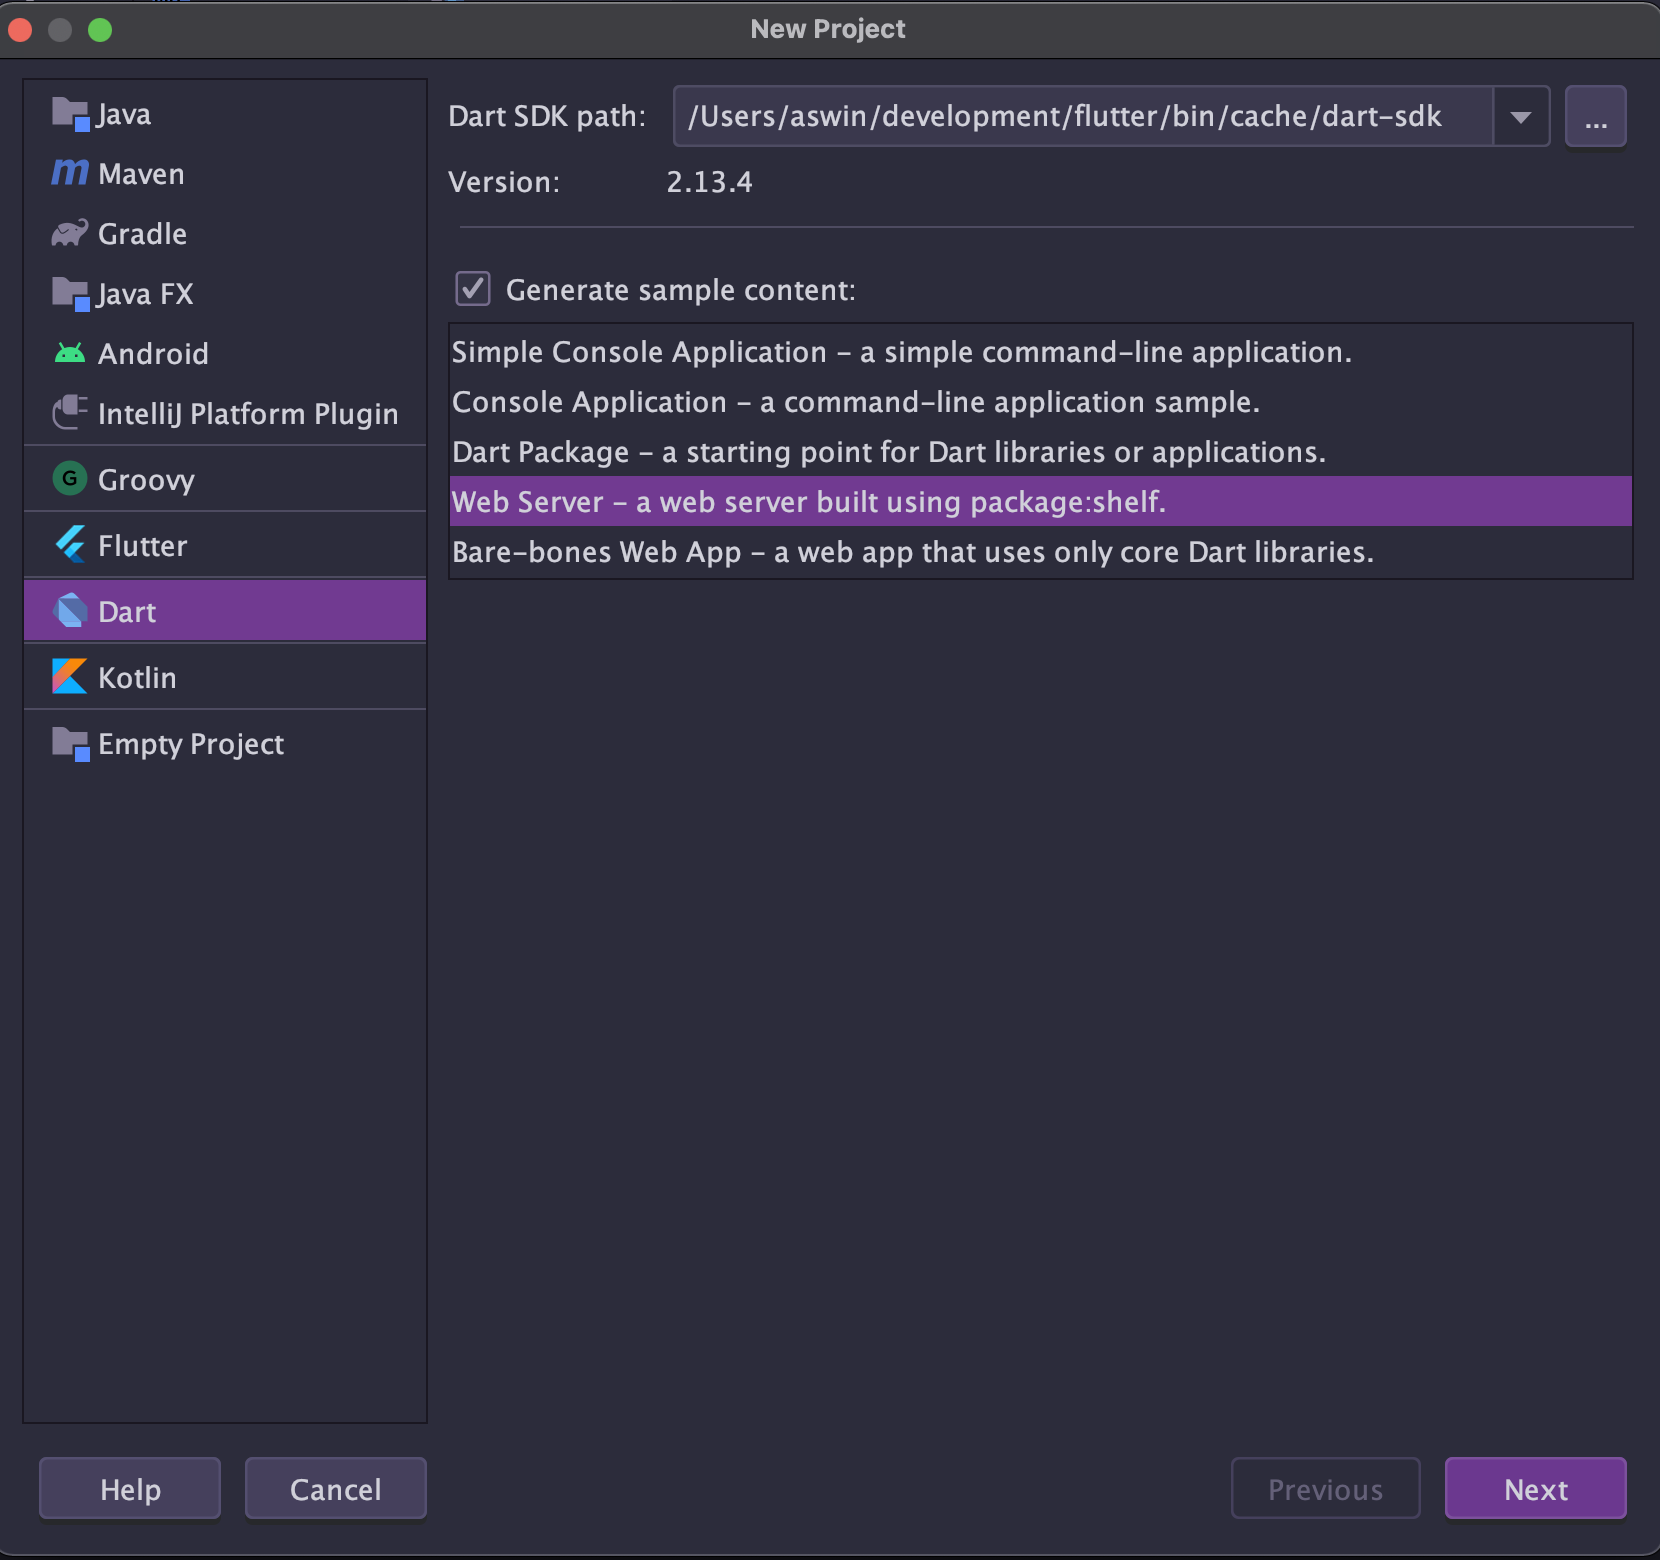 New Project
Java
Maven
Gradle
Java FX
Android
IntelliJ Platform Plugin
G Groovy
Flutter
Dart
Kotlin
Empty Project
Dart SDK path: /Users/aswin/development/flutter/bin/cache/dart-sdk ...
Version: 2.13.4
Generate sample content:
Simple Console Application – a simple command-line application.
Console Application – a command-line application sample.
Dart Package – a starting point for Dart libraries or applications.
Web Server – a web server built using package:shelf.
Bare-bones Web App – a web app that uses only core Dart libraries.
Help Cancel Previous Next